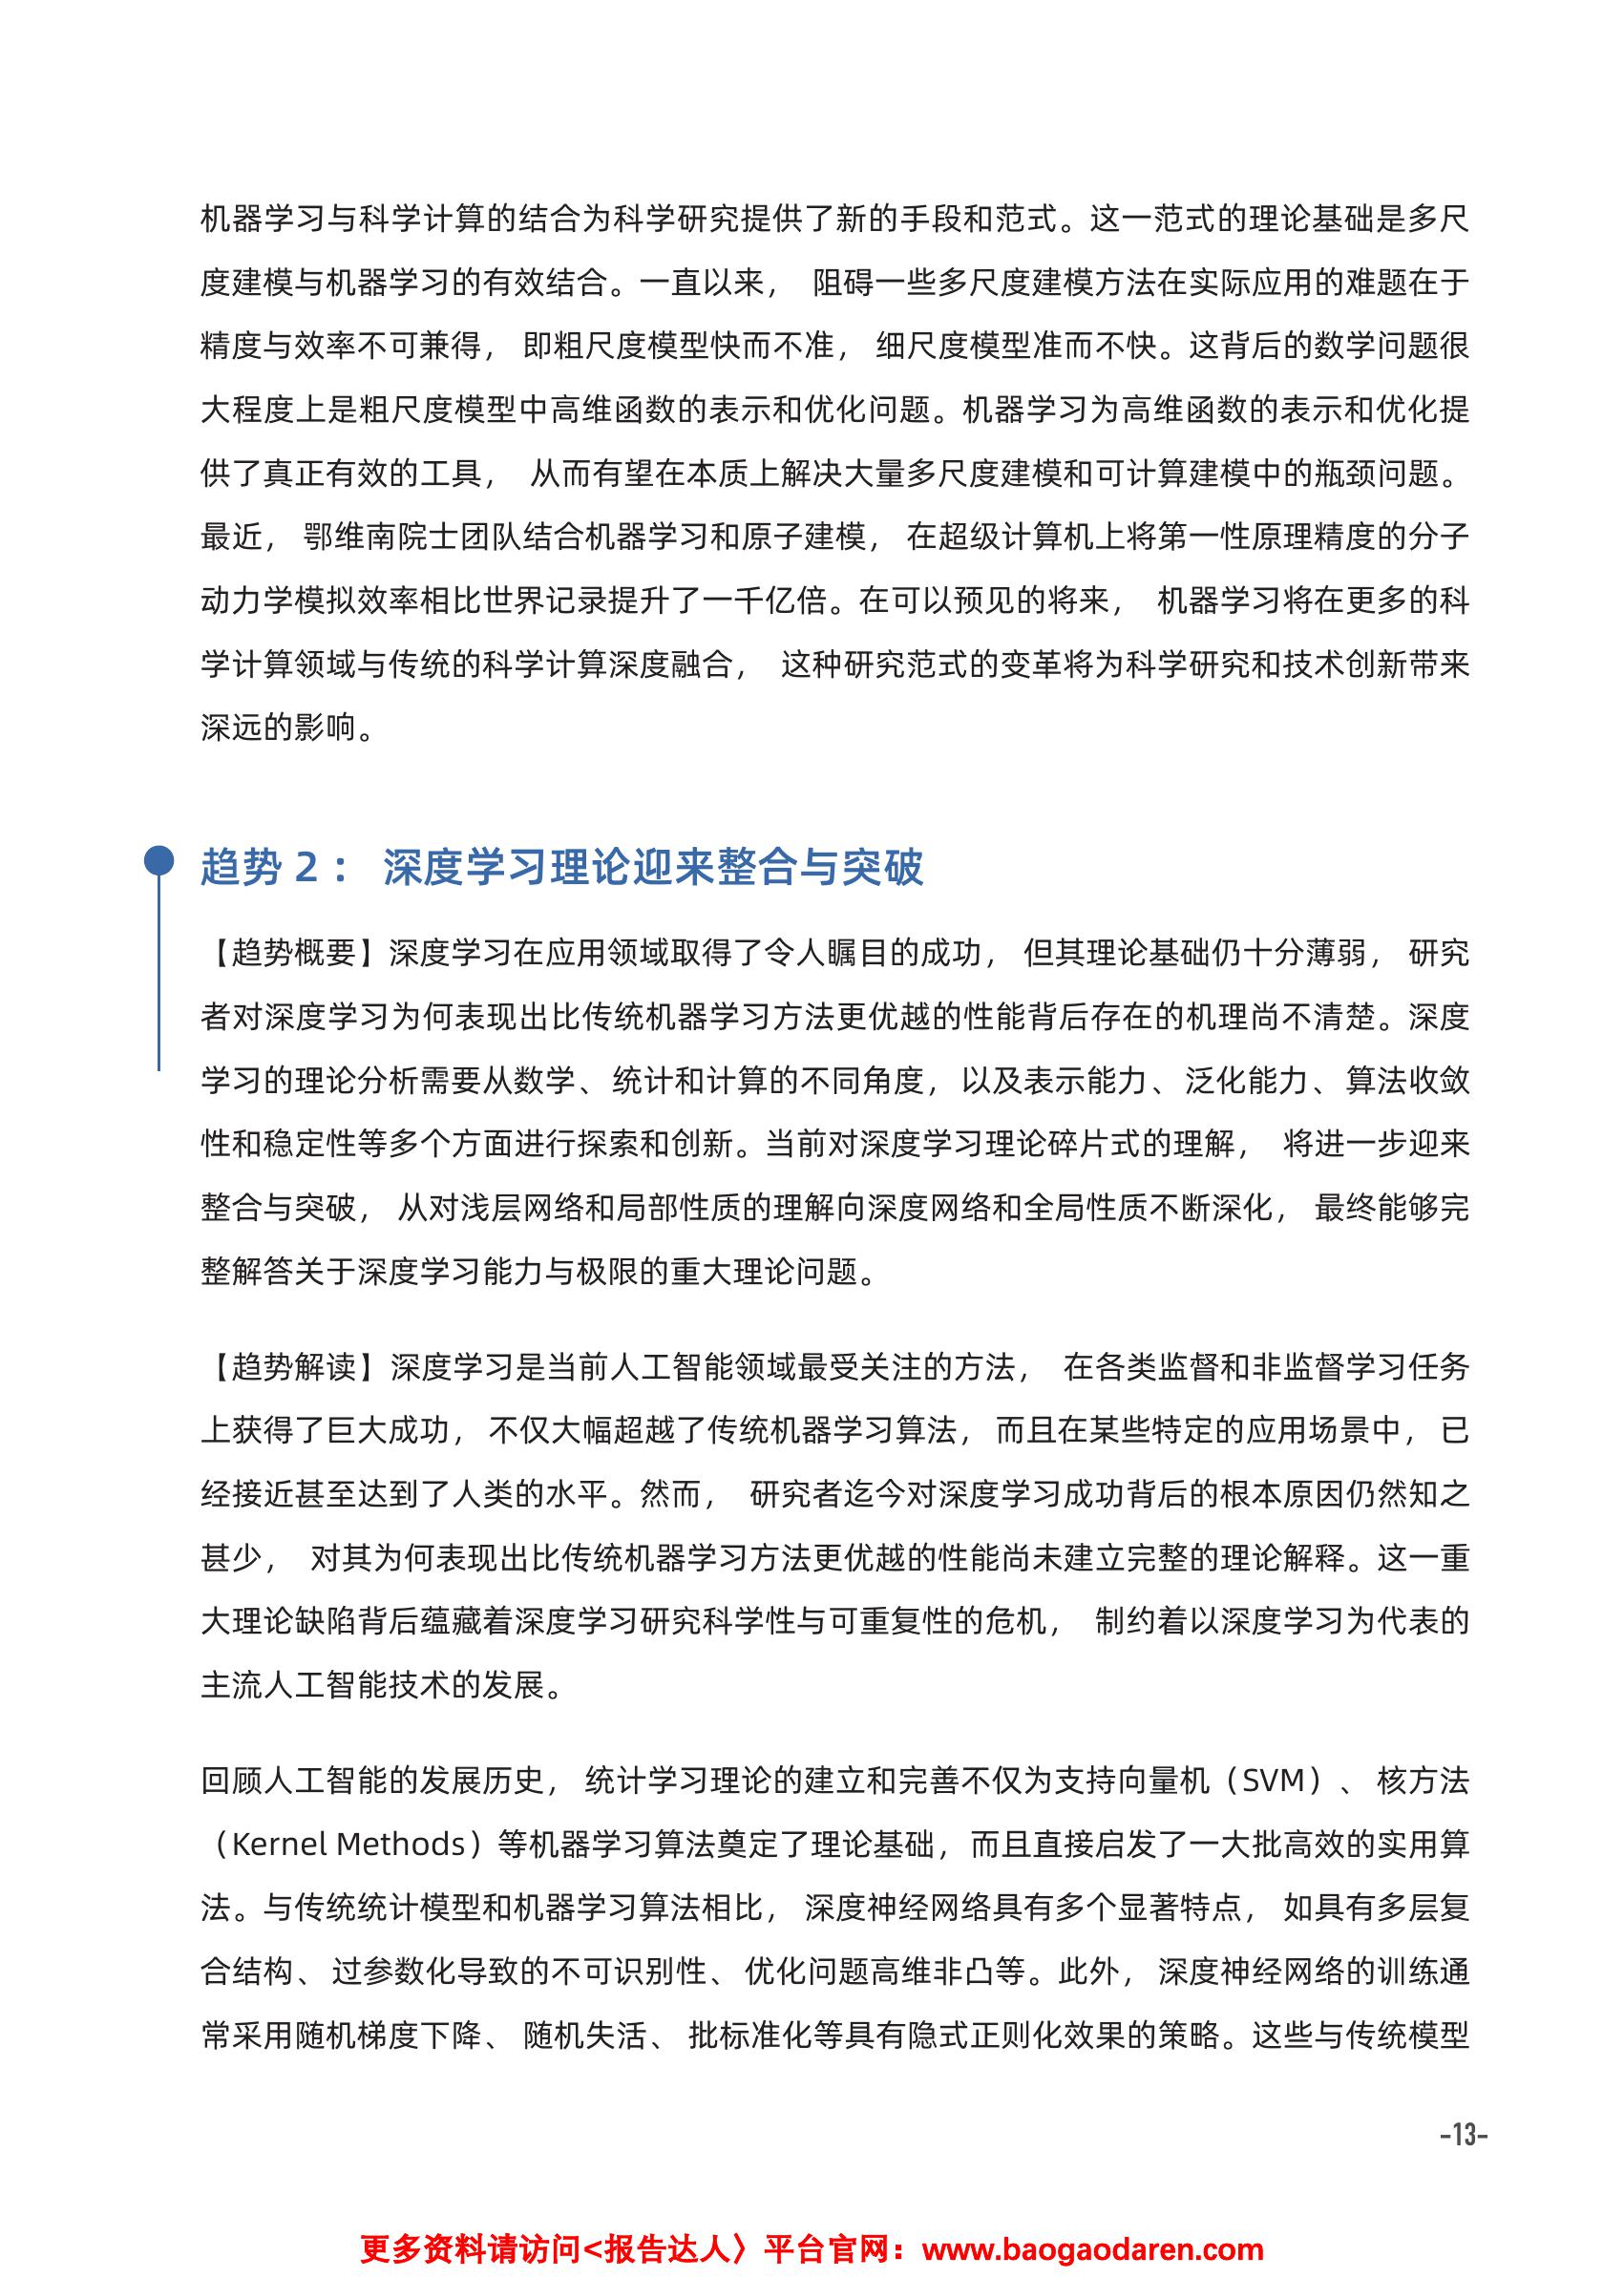 机器学习与科学计算的结合为科学研究提供了新的手段和范式。这一范式的理论基础是多尺
度建模与机器学习的有效结合。一直以来， 阻碍一些多尺度建模方法在实际应用的难题在于
精度与效率不可兼得， 即粗尺度模型快而不准， 细尺度模型准而不快。这背后的数学问题很
大程度上是粗尺度模型中高维函数的表示和优化问题。机器学习为高维函数的表示和优化提
供了真正有效的工具， 从而有望在本质上解决大量多尺度建模和可计算建模中的瓶颈问题。
最近， 鄂维南院士团队结合机器学习和原子建模， 在超级计算机上将第一性原理精度的分子
动力学模拟效率相比世界记录提升了一千亿倍。在可以预见的将来， 机器学习将在更多的科
学计算领域与传统的科学计算深度融合， 这种研究范式的变革将为科学研究和技术创新带来
深远的影响。
趋势 2： 深度学习理论迎来整合与突破
【趋势概要】深度学习在应用领域取得了令人瞩目的成功， 但其理论基础仍十分薄弱， 研究
者对深度学习为何表现出比传统机器学习方法更优越的性能背后存在的机理尚不清楚。深度
学习的理论分析需要从数学、统计和计算的不同角度，以及表示能力、泛化能力、算法收敛
性和稳定性等多个方面进行探索和创新。当前对深度学习理论碎片式的理解， 将进一步迎来
整合与突破， 从对浅层网络和局部性质的理解向深度网络和全局性质不断深化， 最终能够完
整解答关于深度学习能力与极限的重大理论问题。
【趋势解读】深度学习是当前人工智能领域最受关注的方法， 在各类监督和非监督学习任务
上获得了巨大成功， 不仅大幅超越了传统机器学习算法， 而且在某些特定的应用场景中， 已
经接近甚至达到了人类的水平。然而， 研究者迄今对深度学习成功背后的根本原因仍然知之
甚少， 对其为何表现出比传统机器学习方法更优越的性能尚未建立完整的理论解释。这一重
大理论缺陷背后蕴藏着深度学习研究科学性与可重复性的危机， 制约着以深度学习为代表的
主流人工智能技术的发展。
回顾人工智能的发展历史， 统计学习理论的建立和完善不仅为支持向量机（SVM）、 核方法
（Kernel Methods）等机器学习算法奠定了理论基础，而且直接启发了一大批高效的实用算
法。与传统统计模型和机器学习算法相比， 深度神经网络具有多个显著特点， 如具有多层复
合结构、 过参数化导致的不可识别性、 优化问题高维非凸等。此外， 深度神经网络的训练通
常采用随机梯度下降、 随机失活、 批标准化等具有隐式正则化效果的策略。这些与传统模型
-13-
更多资料请访问<报告达人〉平台官网：www.baogaodaren.com